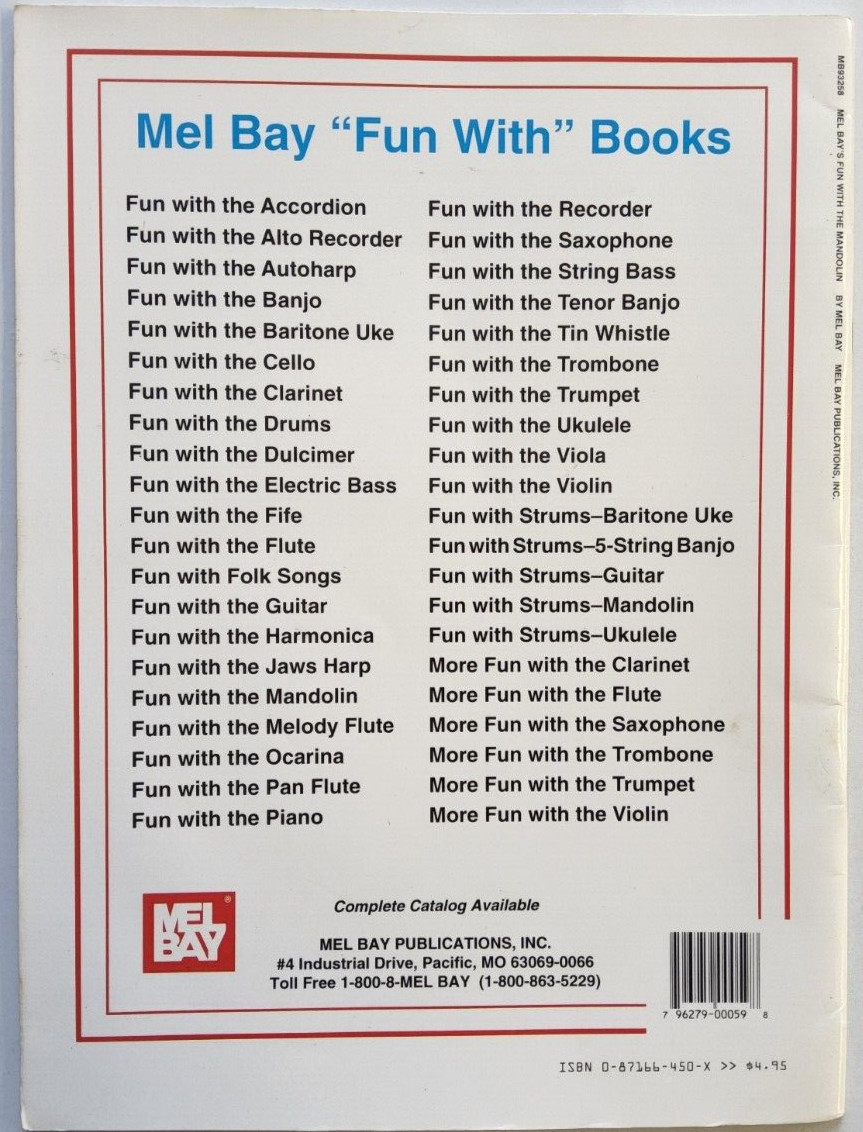 Mel Bay “Fun With” Books
Fun with the Accordion
Fun with the Alto Recorder
Fun with the Autoharp
Fun with the Banjo
Fun with the Baritone Uke
Fun with the Cello
Fun with the Clarinet
Fun with the Drums
Fun with the Dulcimer
Fun with the Electric Bass
Fun with the Fife
Fun with the Flute
Fun with Folk Songs
Fun with the Guitar
Fun with the Harmonica
Fun with the Jaws Harp
Fun with the Mandolin
Fun with the Melody Flute
Fun with the Ocarina
Fun with the Pan Flute
Fun with the Piano
Fun with the Recorder
Fun with the Saxophone
Fun with the String Bass
Fun with the Tenor Banjo
Fun with the Tin Whistle
Fun with the Trombone
Fun with the Trumpet
Fun with the Ukulele
Fun with the Viola
Fun with the Violin
Fun with Strums–Baritone Uke
Fun with Strums–5-String Banjo
Fun with Strums–Guitar
Fun with Strums–Mandolin
Fun with Strums–Ukulele
More Fun with the Clarinet
More Fun with the Flute
More Fun with the Saxophone
More Fun with the Trombone
More Fun with the Trumpet
More Fun with the Violin
MEL
BAY
®
Complete Catalog Available
MEL BAY PUBLICATIONS, INC.
#4 Industrial Drive, Pacific, MO 63069-0066
Toll Free 1-800-8-MEL BAY (1-800-863-5229)
7 96279-00059 8
ISBN 0-87166-450-X >> $4.95
MB93258 MEL BAY'S FUN WITH THE MANDOLIN BY MEL BAY MEL BAY PUBLICATIONS, INC.